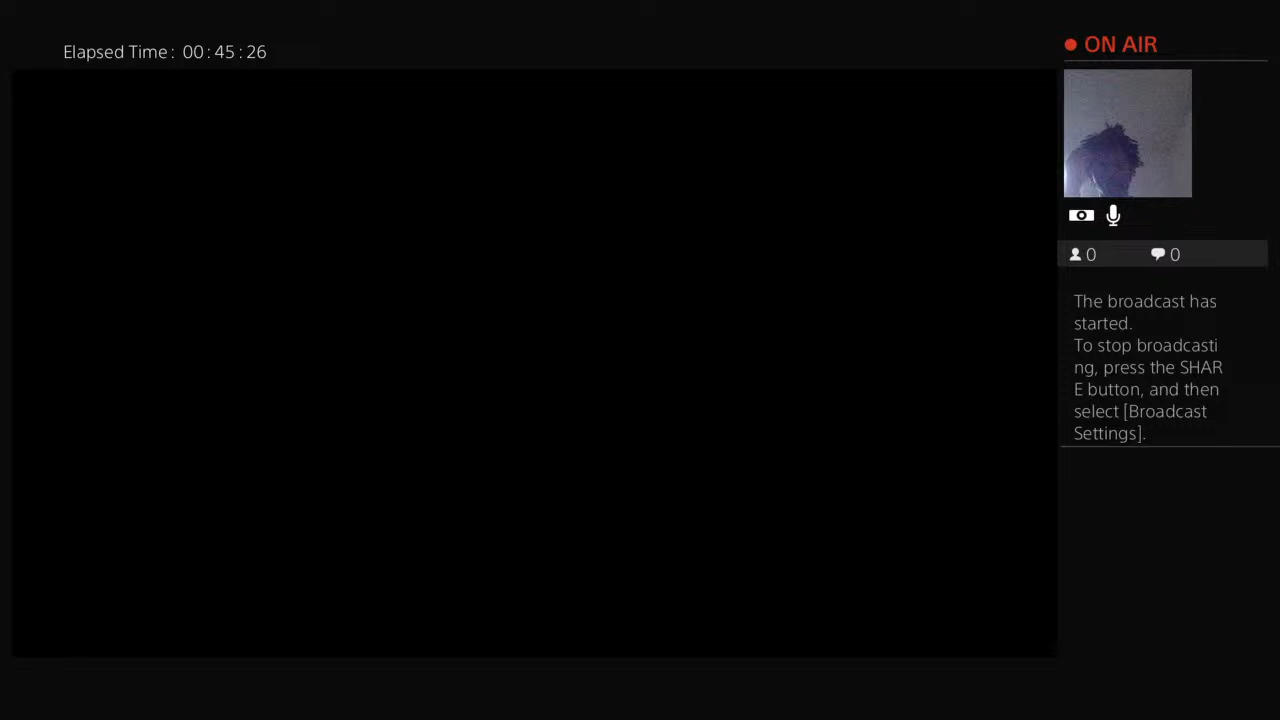 Elapsed Time: 00:45:26
ON AIR
0 0
The broadcast has
started.
To stop broadcasti
ng, press the SHAR
E button, and then
select [Broadcast
Settings].